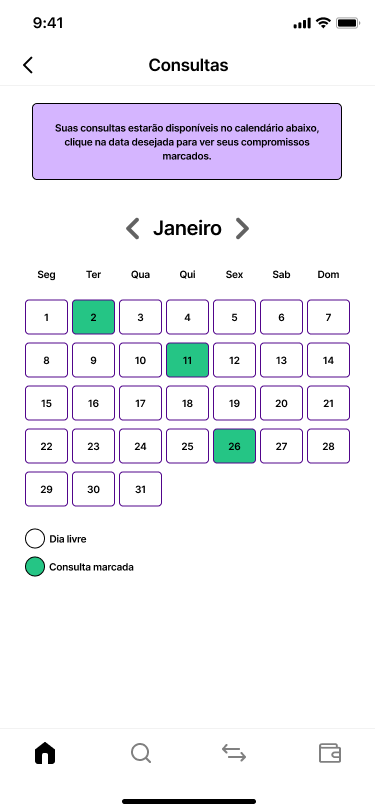 9:41
Consultas
Suas consultas estarão disponíveis no calendário abaixo,
clique na data desejada para ver seus compromissos
marcados.
Janeiro
Seg Ter Qua Qui Sex Sab Dom
1 2 3 4 5 6 7
8 9 10 11 12 13 14
15 16 17 18 19 20 21
22 23 24 25 26 27 28
29 30 31
Dia livre
Consulta marcada